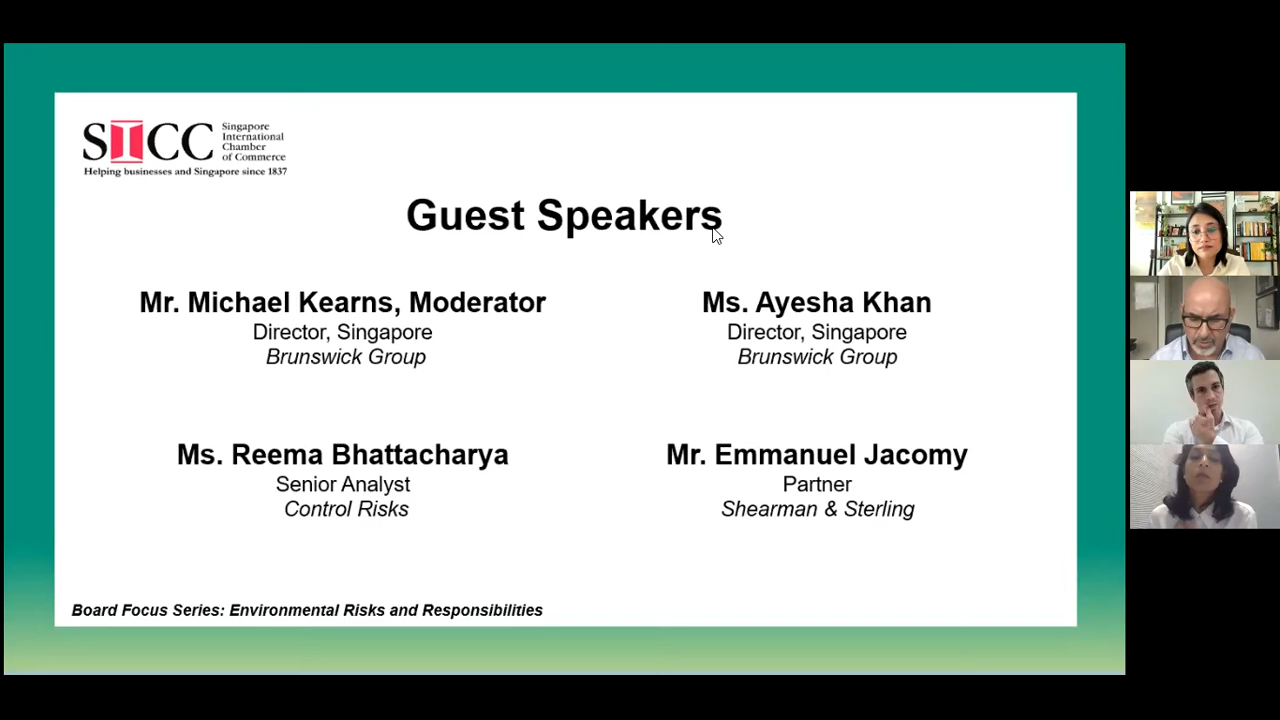 SICC
Singapore
International
Chamber
of Commerce
Helping businesses and Singapore since 1837
Guest Speakers
Mr. Michael Kearns, Moderator
Director, Singapore
Brunswick Group
Ms. Ayesha Khan
Director, Singapore
Brunswick Group
Ms. Reema Bhattacharya
Senior Analyst
Control Risks
Mr. Emmanuel Jacomy
Partner
Shearman & Sterling
Board Focus Series: Environmental Risks and Responsibilities